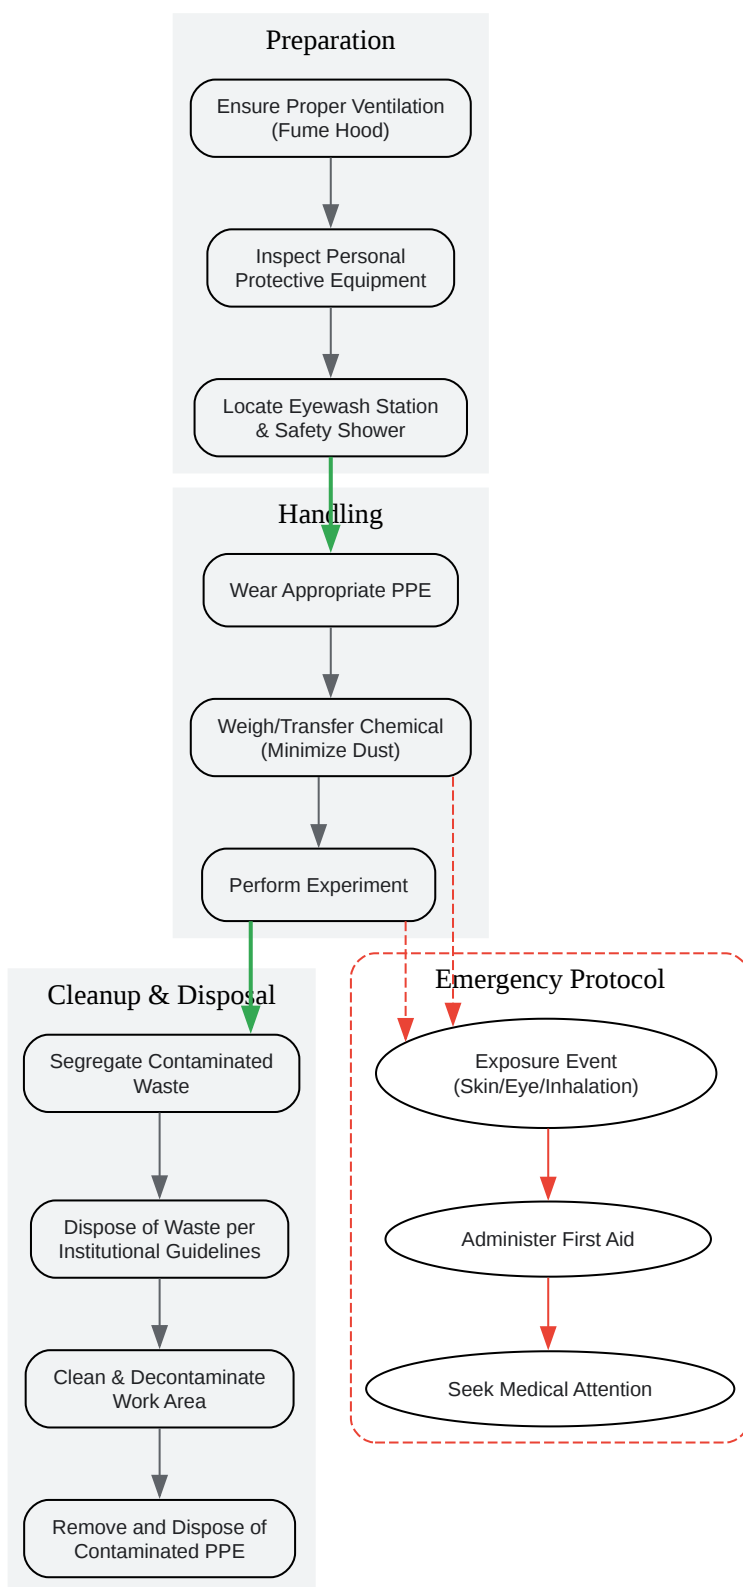 Preparation
Ensure Proper Ventilation
(Fume Hood)
Inspect Personal
Protective Equipment
Locate Eyewash Station
& Safety Shower
Handling
Wear Appropriate PPE
Weigh/Transfer Chemical
(Minimize Dust)
Perform Experiment
Cleanup & Disposal
Segregate Contaminated
Waste
Dispose of Waste per
Institutional Guidelines
Clean & Decontaminate
Work Area
Remove and Dispose of
Contaminated PPE
Emergency Protocol
Exposure Event
(Skin/Eye/Inhalation)
Administer First Aid
Seek Medical Attention